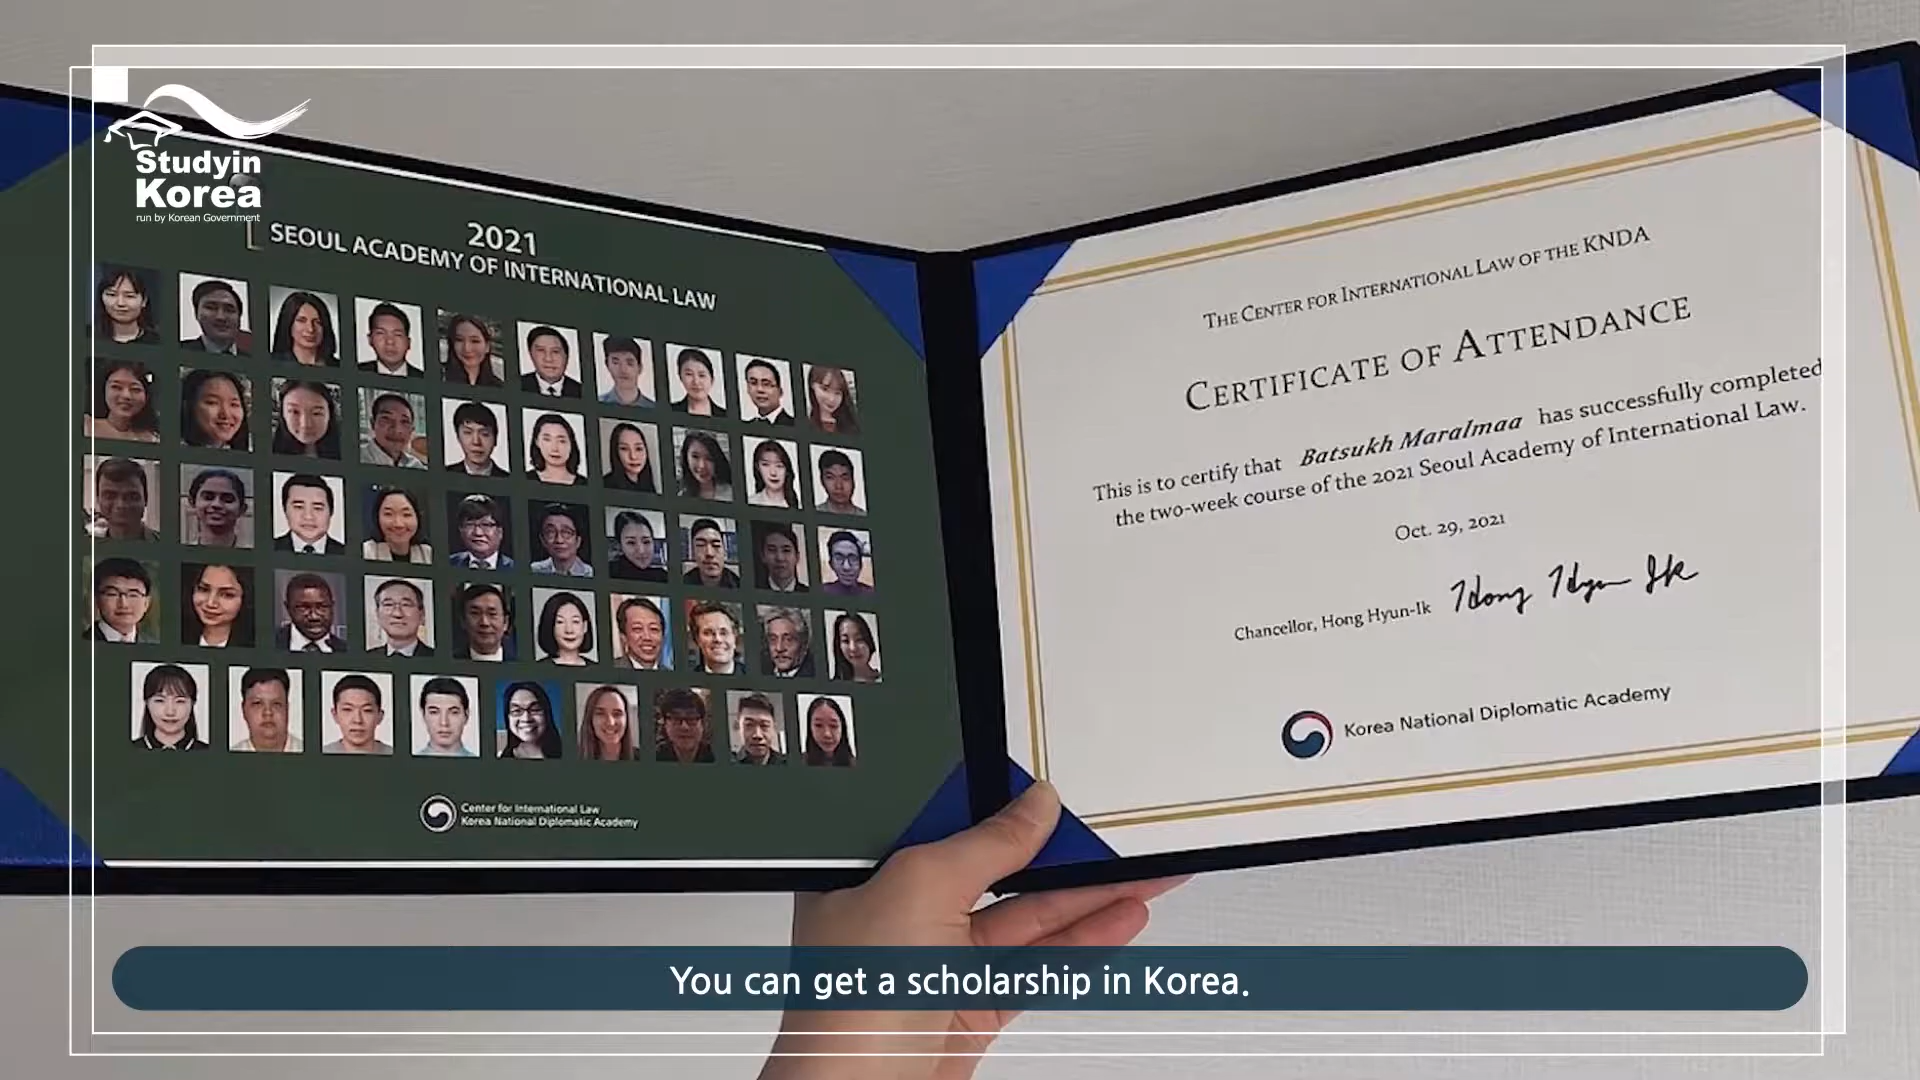 Studyin
Korea
run by Korean Government
2021
SEOUL ACADEMY OF INTERNATIONAL LAW
Center for International Law
Korea National Diplomatic Academy
THE CENTER FOR INTERNATIONAL LAW OF THE KNDA
CERTIFICATE OF ATTENDANCE
This is to certify that Batsukh Maralmaa has successfully completed
the two-week course of the 2021 Seoul Academy of International Law.
Oct. 29, 2021
Chancellor, Hong Hyun-Ik Hong Hyun Ik
Korea National Diplomatic Academy
You can get a scholarship in Korea.